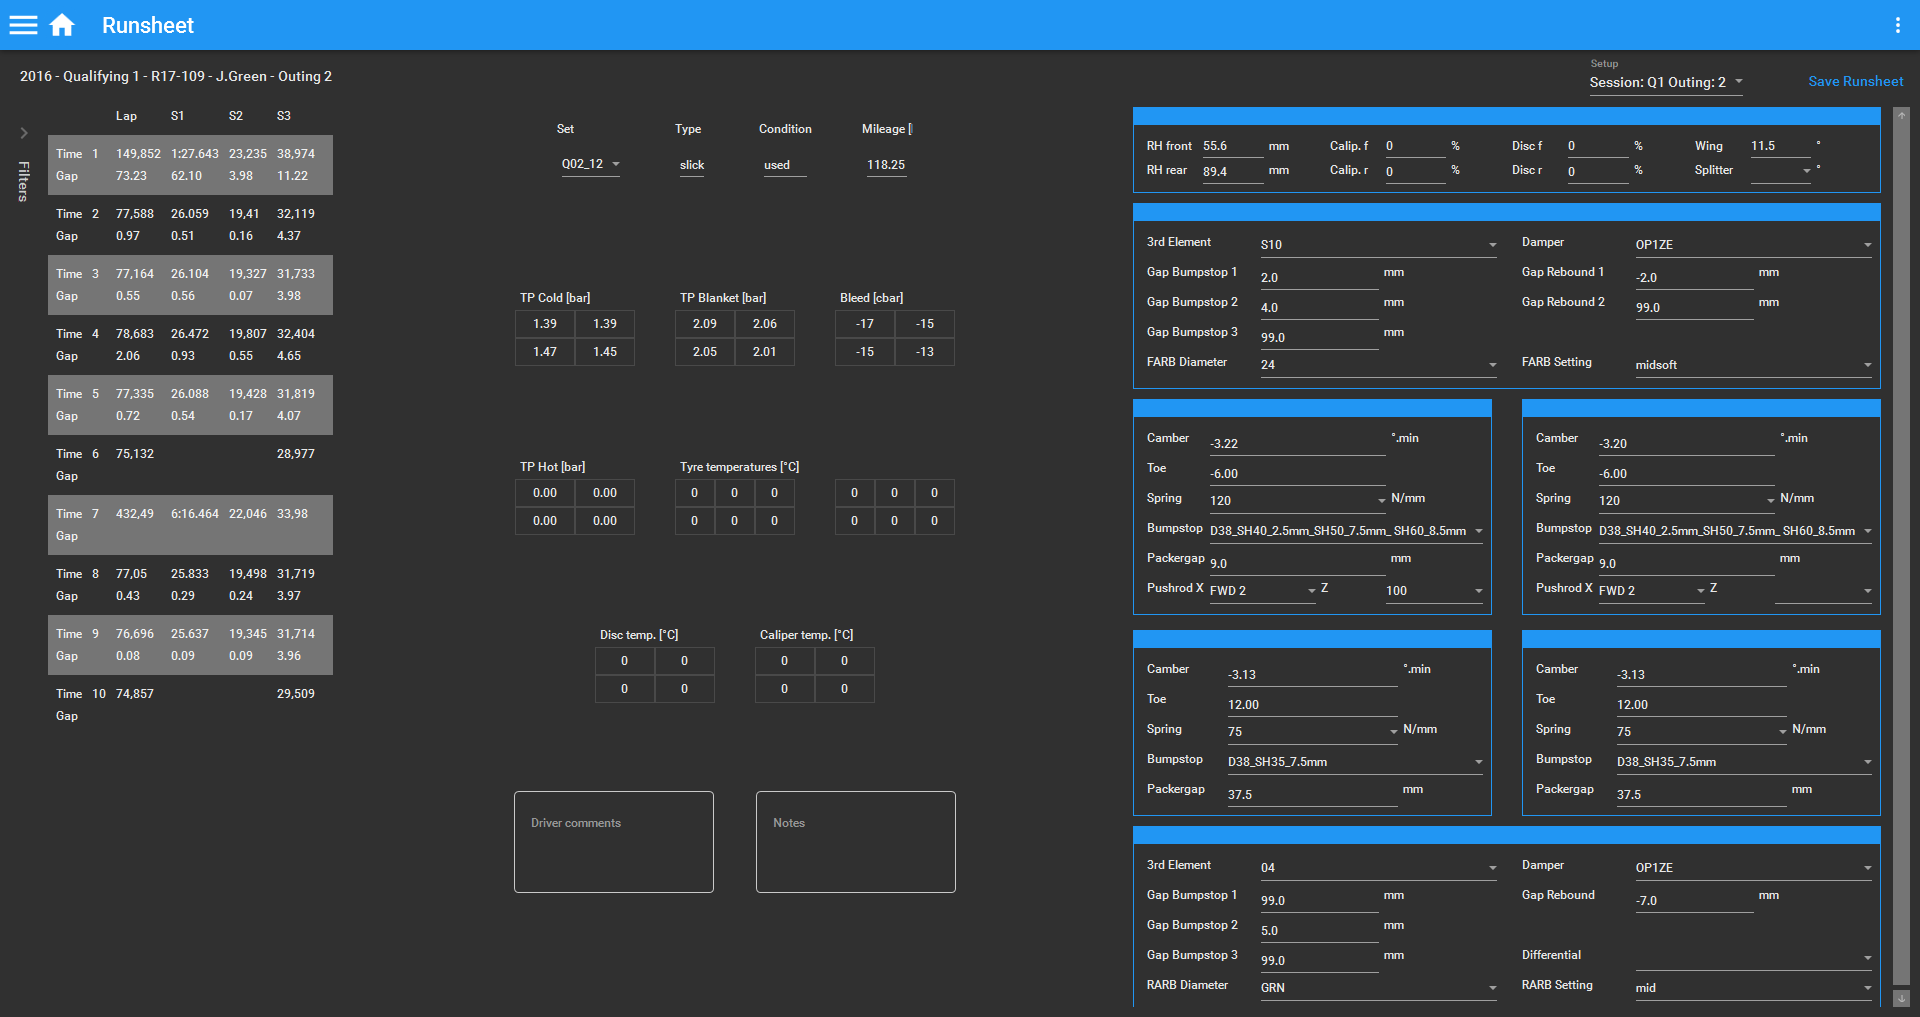 Runsheet
2016 - Qualifying 1 - R17-109 - J.Green - Outing 2
Setup
Session: Q1 Outing: 2
Save Runsheet
Filters
Lap S1 S2 S3
Time 1 149,852 1:27.643 23,235 38,974
Gap 73.23 62.10 3.98 11.22
Time 2 77,588 26.059 19,41 32,119
Gap 0.97 0.51 0.16 4.37
Time 3 77,164 26.104 19,327 31,733
Gap 0.55 0.56 0.07 3.98
Time 4 78,683 26.472 19,807 32,404
Gap 2.06 0.93 0.55 4.65
Time 5 77,335 26.088 19,428 31,819
Gap 0.72 0.54 0.17 4.07
Time 6 75,132 28,977
Gap
Time 7 432,49 6:16.464 22,046 33,98
Gap
Time 8 77,05 25.833 19,498 31,719
Gap 0.43 0.29 0.24 3.97
Time 9 76,696 25.637 19,345 31,714
Gap 0.08 0.09 0.09 3.96
Time 10 74,857 29,509
Gap
Set Type Condition Mileage [
Q02_12 slick used 118.25
TP Cold [bar] TP Blanket [bar] Bleed [cbar]
1.39 1.39 2.09 2.06 -17 -15
1.47 1.45 2.05 2.01 -15 -13
TP Hot [bar] Tyre temperatures [°C]
0.00 0.00 0 0 0 0 0 0
0.00 0.00 0 0 0 0 0 0
Disc temp. [°C] Caliper temp. [°C]
0 0 0 0
0 0 0 0
Driver comments Notes
RH front 55.6 mm Calip. f 0 % Disc f 0 % Wing 11.5 °
RH rear 89.4 mm Calip. r 0 % Disc r 0 % Splitter °
3rd Element S10 Damper OP1ZE
Gap Bumpstop 1 2.0 mm Gap Rebound 1 -2.0 mm
Gap Bumpstop 2 4.0 mm Gap Rebound 2 99.0 mm
Gap Bumpstop 3 99.0 mm
FARB Diameter 24 FARB Setting midsoft
Camber -3.22 °.min
Toe -6.00
Spring 120 N/mm
Bumpstop D38_SH40_2.5mm_SH50_7.5mm_SH60_8.5mm
Packergap 9.0 mm
Pushrod X FWD 2 Z 100
Camber -3.20 °.min
Toe -6.00
Spring 120 N/mm
Bumpstop D38_SH40_2.5mm_SH50_7.5mm_SH60_8.5mm
Packergap 9.0 mm
Pushrod X FWD 2 Z
Camber -3.13 °.min
Toe 12.00
Spring 75 N/mm
Bumpstop D38_SH35_7.5mm
Packergap 37.5 mm
Camber -3.13 °.min
Toe 12.00
Spring 75 N/mm
Bumpstop D38_SH35_7.5mm
Packergap 37.5 mm
3rd Element 04 Damper OP1ZE
Gap Bumpstop 1 99.0 mm Gap Rebound -7.0 mm
Gap Bumpstop 2 5.0 mm
Gap Bumpstop 3 99.0 mm Differential
RARB Diameter GRN RARB Setting mid